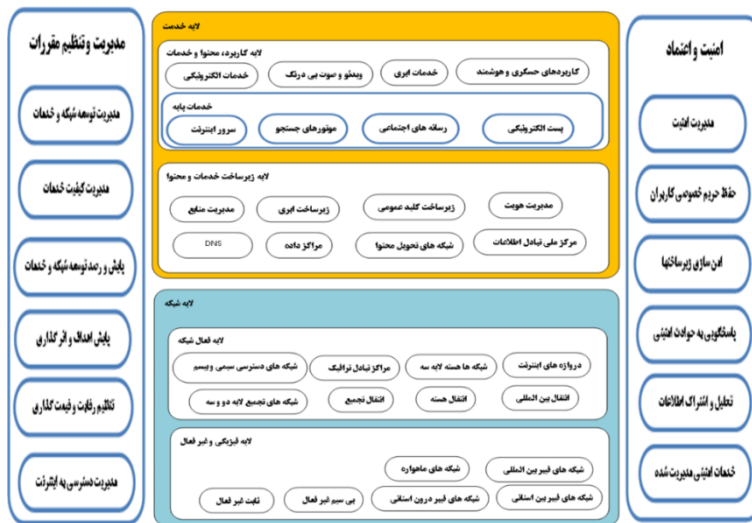 امنیت و اعتماد
مدیریت امنیت
حفظ حریم خصوصی کاربران
امن سازی زیرساختها
پاسخگویی به حوادث امنیتی
تحلیل و اشتراک اطلاعات
خدمات امنیتی مدیریت شده
لایه خدمت
لایه کاربرد، محتوا و خدمات
کاربردهای حسگری و هوشمند
خدمات ابری
ویدئو و صوت بی درنگ
خدمات الکترونیکی
خدمات پایه
پست الکترونیکی
رسانه های اجتماعی
موتورهای جستجو
سرور اینترنت
لایه زیرساخت خدمات و محتوا
مدیریت هویت
زیرساخت کلید عمومی
زیرساخت ابری
مدیریت منابع
مرکز ملی تبادل اطلاعات
شبکه های تحویل محتوا
مراکز داده
DNS
لایه شبکه
لایه فعال شبکه
دروازه های اینترنت
شبکه ها هسته لایه سه
مراکز تبادل ترافیک
شبکه های دسترسی سیمی و بیسم
انتقال بین المللی
انتقال هسته
انتقال تجمیع
شبکه های تجمیع لایه دو و سه
لایه فیزیکی و غیر فعال
شبکه های فیبر بین المللی
شبکه های ماهواره
شبکه های فیبر بین استانی
شبکه های فیبر درون استانی
بی سیم غیر فعال
ثابت غیر فعال
مدیریت و تنظیم مقررات
مدیریت توسعه شبکه و خدمات
مدیریت کیفیت خدمات
پایش و رصد توسعه شبکه و خدمات
پایش اهداف و اثر گذاری
تنظیم رقابت و قیمت گذاری
مدیریت دسترسی به اینترنت